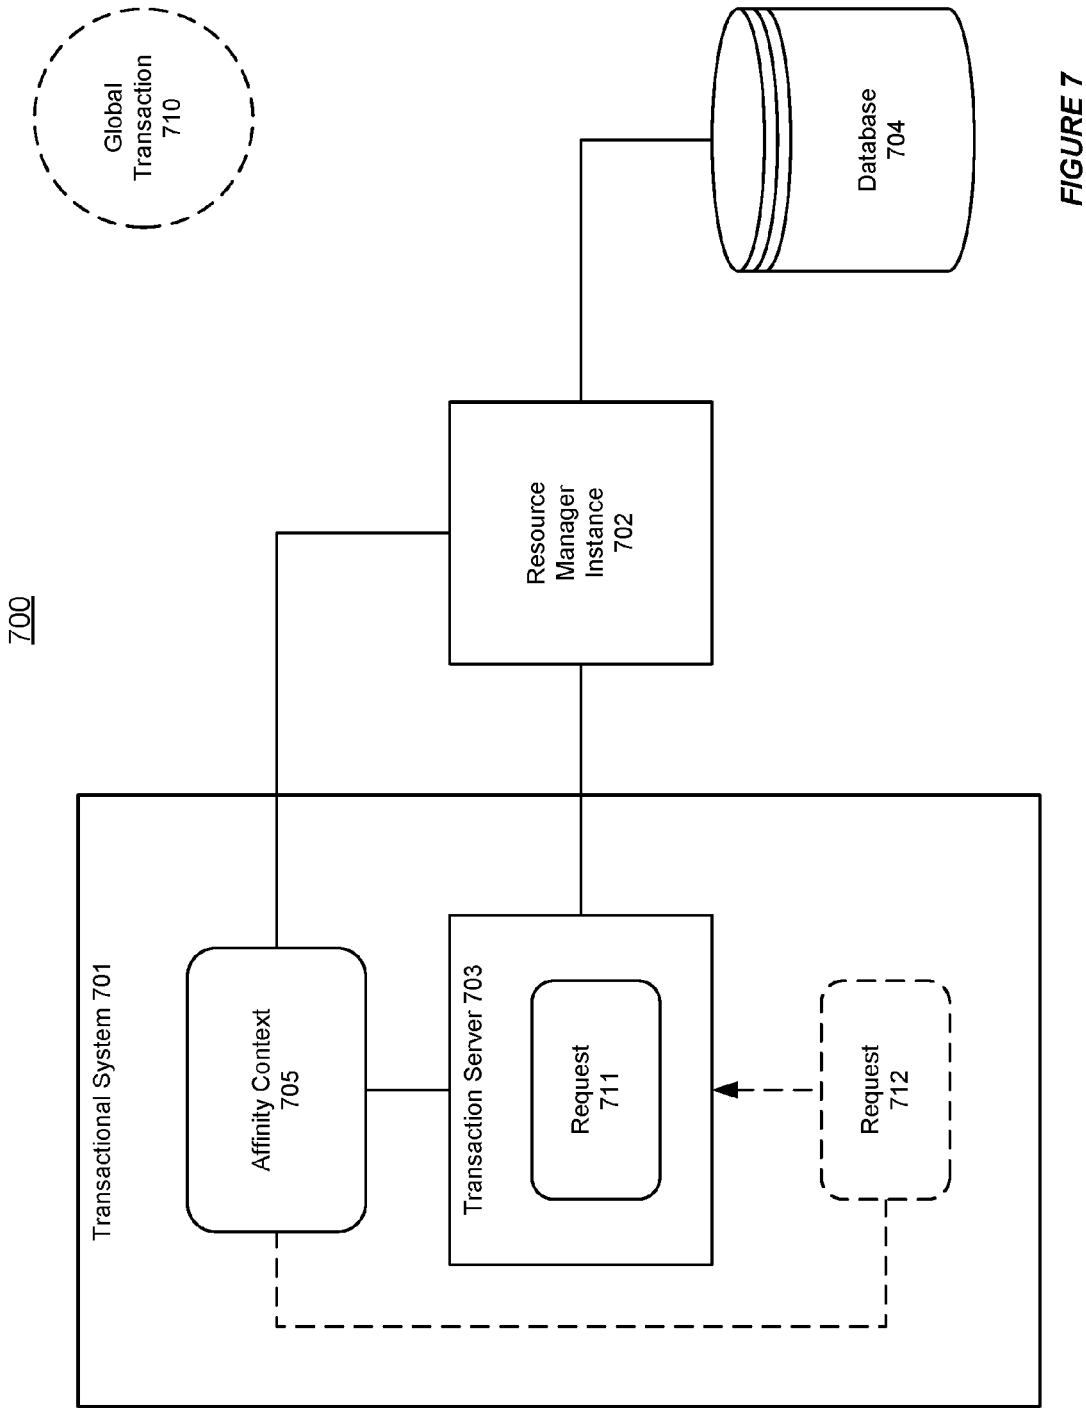 700
Transactional System 701
Affinity Context
705
Transaction Server 703
Request
711
Request
712
Resource
Manager
Instance
702
Global
Transaction
710
Database
704
FIGURE 7